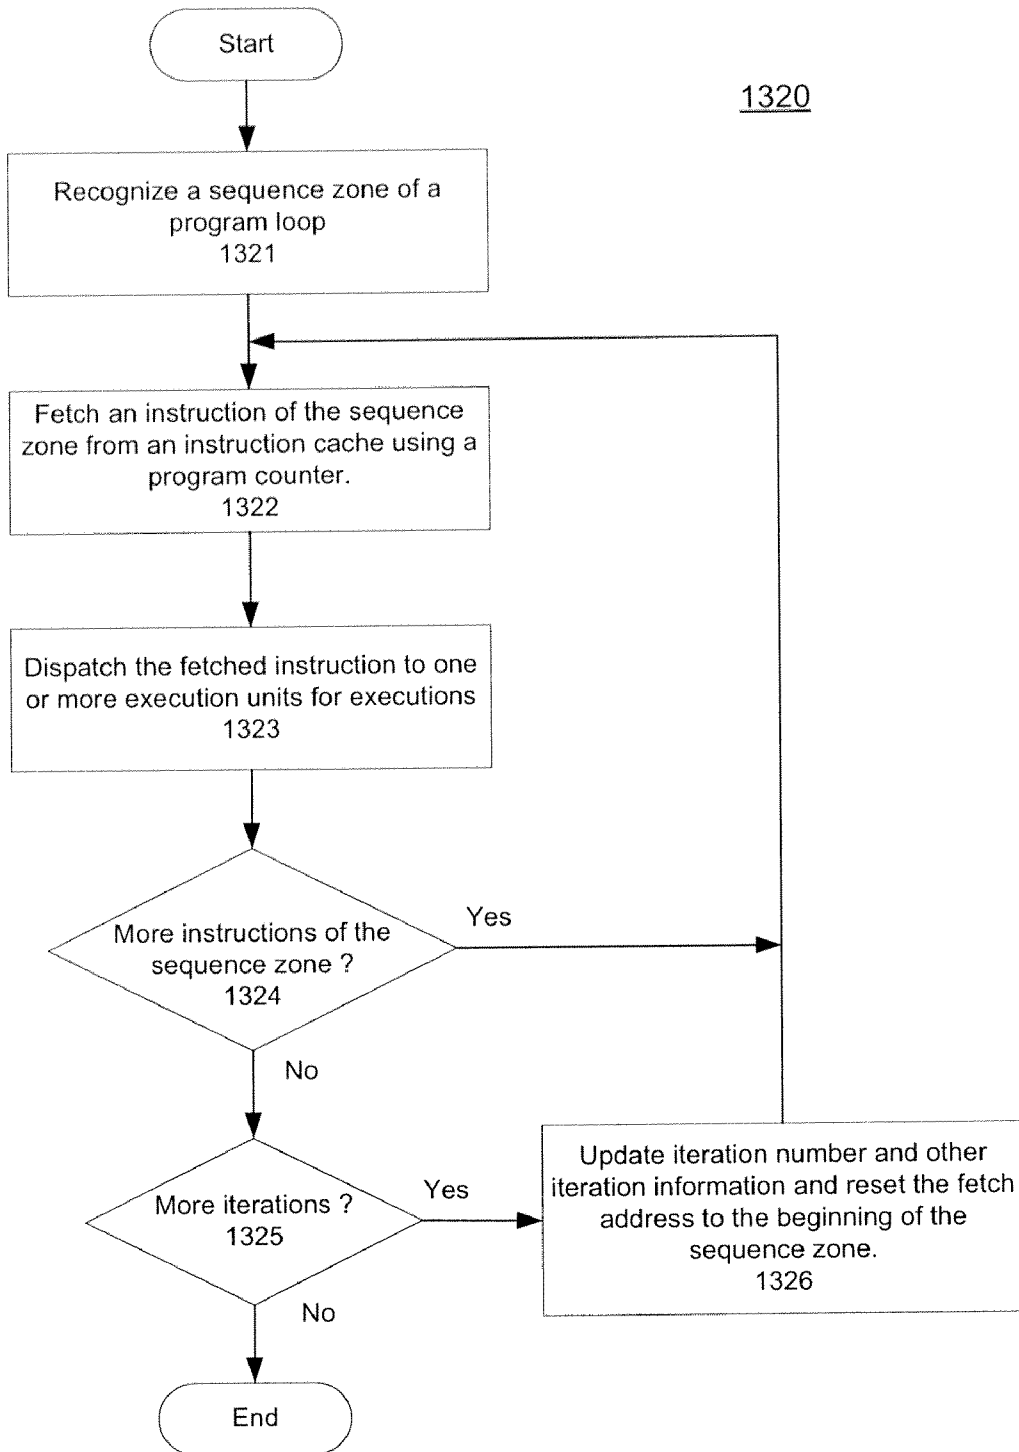 Start
1320
Recognize a sequence zone of a
program loop
1321
Fetch an instruction of the sequence
zone from an instruction cache using a
program counter.
1322
Dispatch the fetched instruction to one
or more execution units for executions
1323
More instructions of the
sequence zone ?
1324
Yes
No
More iterations ?
1325
Yes
Update iteration number and other
iteration information and reset the fetch
address to the beginning of the
sequence zone.
1326
No
End